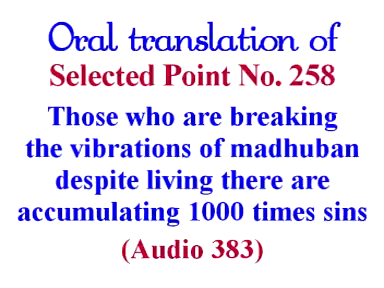 Oral translation of
Selected Point No. 258
Those who are breaking
the vibrations of madhuban
despite living there are
accumulating 1000 times sins
(Audio 383)